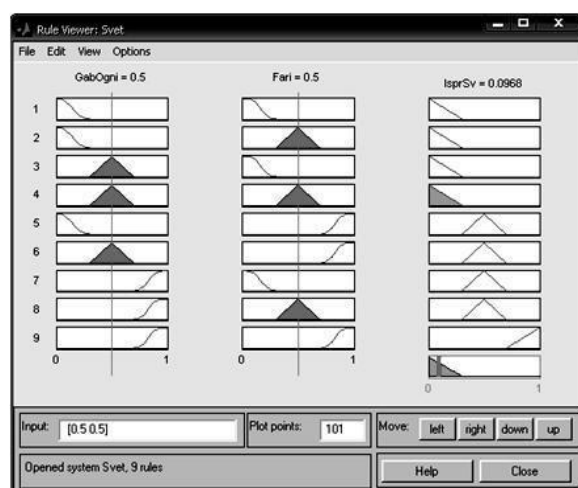 Rule Viewer: Svet
File Edit View Options
GabOgni = 0.5 Fari = 0.5 IsprSv = 0.0968
1
2
3
4
5
6
7
8
9
0 1 0 1
0 1
Input: [0.5 0.5] Plot points: 101 Move: left right down up
Opened system Svet, 9 rules Help Close